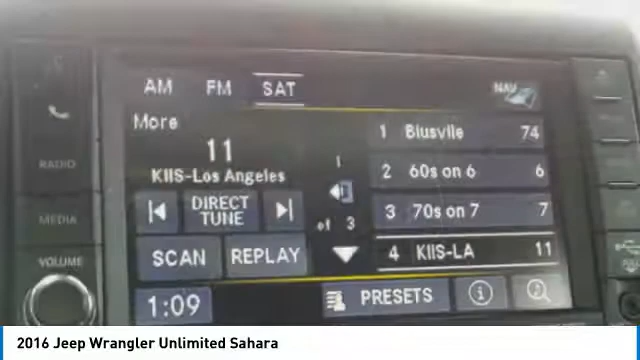 AM FM SAT NAV
More
11
KIIS-Los Angeles
DIRECT TUNE
SCAN REPLAY
1:09
1
of 3
1 Blusvlle 74
2 60s on 6 6
3 70s on 7 7
4 KIIS-LA 11
PRESETS
RADIO
MEDIA
VOLUME
2016 Jeep Wrangler Unlimited Sahara